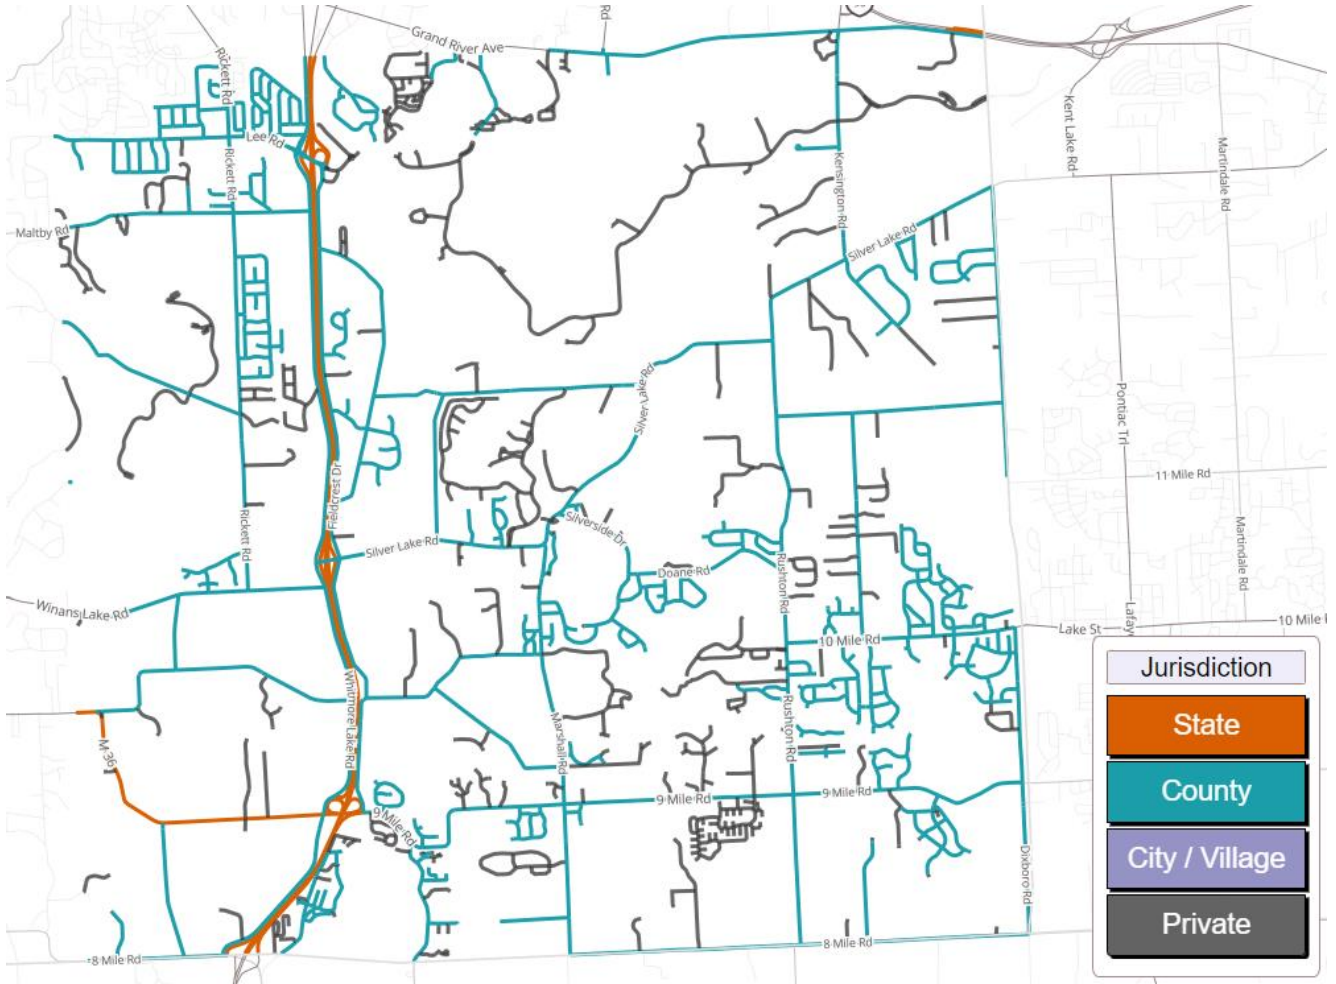 Rd
Grand River Ave
Rickett Rd
Kent Lake Rd
Lee Rd
Rickett Rd
Kensington Rd
Martindale Rd
Maltby Rd
Silver Lake Rd
Silver Lake Rd
Pontiac Trl
11 Mile Rd
Fieldcrest Dr
Rickett Rd
Silverside Dr
Silver Lake Rd
Martindale Rd
Doane Rd
Rushton Rd
Winans Lake Rd
10 Mile Rd
Lake St
10 Mile R
Whitmore Lake Rd
Rushton Rd
Marshall Rd
M 36
9 Mile Rd
9 Mile Rd
9 Mile Rd
Dixboro Rd
8 Mile Rd
8 Mile Rd
Jurisdiction
State
County
City / Village
Private